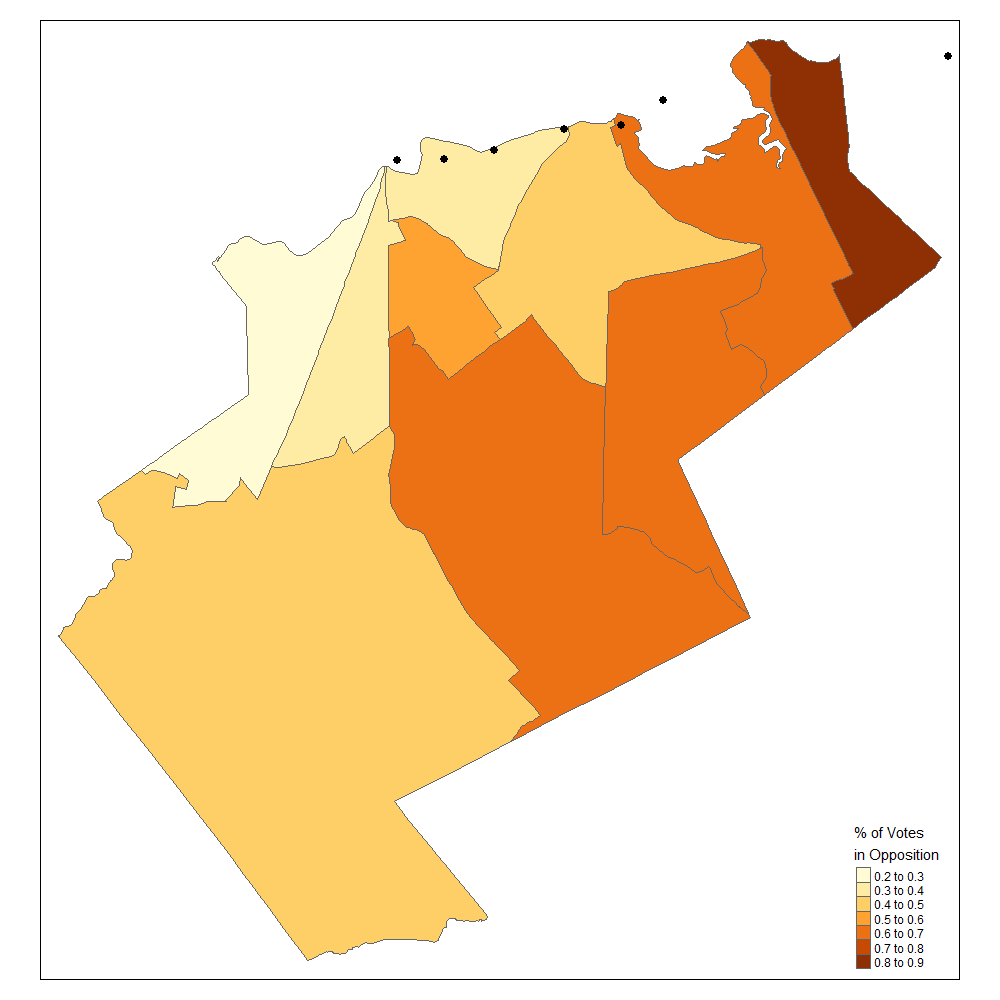 % of Votes
in Opposition
0.2 to 0.3
0.3 to 0.4
0.4 to 0.5
0.5 to 0.6
0.6 to 0.7
0.7 to 0.8
0.8 to 0.9